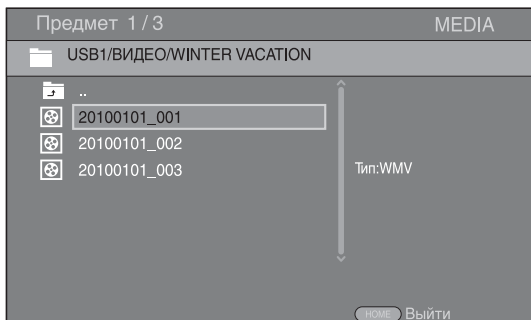 Предмет 1/3 MEDIA
USB1/ВИДЕО/WINTER VACATION
..
20100101_001
20100101_002
20100101_003
Тип:WMV
HOME Выйти